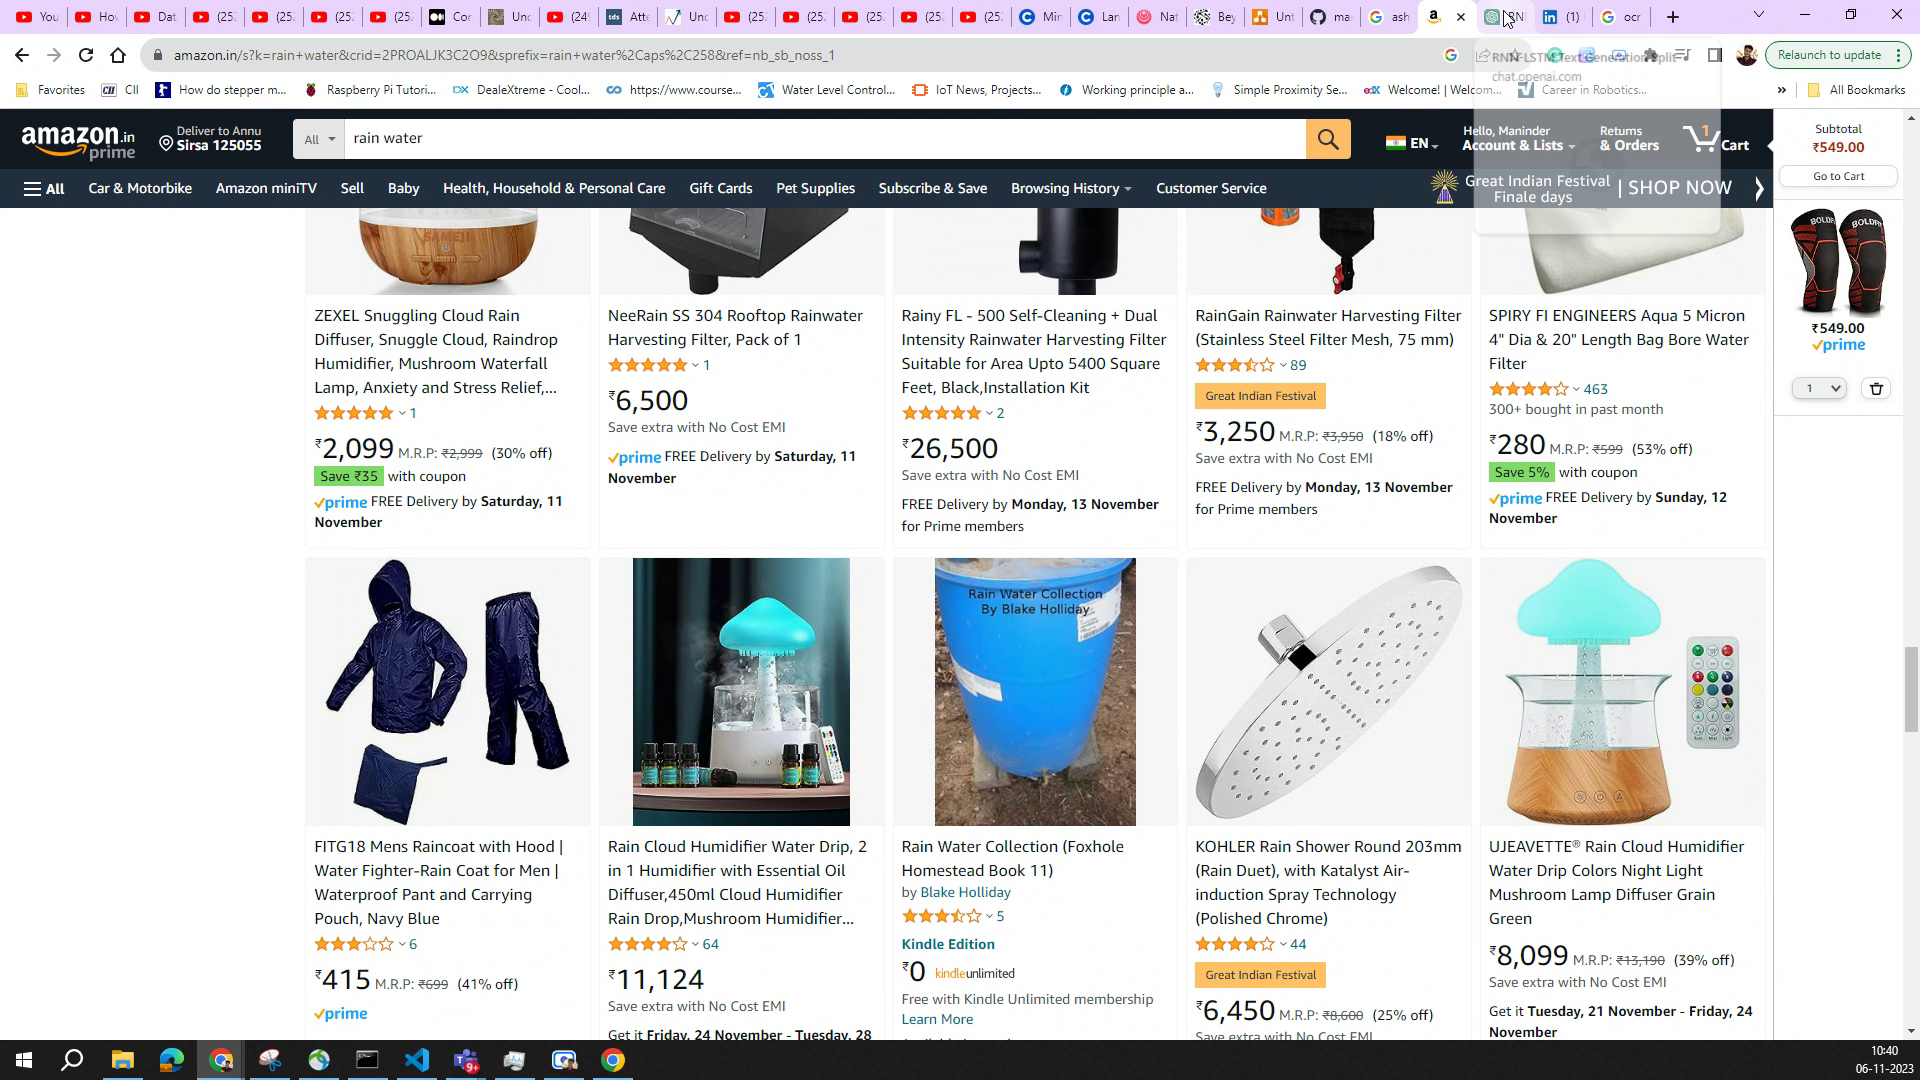 You
Hov
Dat
(252
(252
(252
(252
Cor
Unc
(249
tds
Atte
Unc
(252
(252
(252
(252
(252
Mir
Lan
Nat
Bey
Unt
ma
ash
RN
(1)
ocr
amazon.in/s?k=rain+water&crid=2PROALJK3C2O9&sprefix=rain+water%2Caps%2C258&ref=nb_sb_noss_1
Relaunch to update
RNN-LSTM Text Generation Split
chat.openai.com
Favorites
CII
How do stepper m...
Raspberry Pi Tutori...
DX
DealeXtreme - Cool...
https://www.course...
Water Level Control...
IoT News, Projects...
Working principle a...
Simple Proximity Se...
edX
Welcome! | Welcom...
Career in Robotics...
»
All Bookmarks
amazon.in
prime
Deliver to Annu
Sirsa 125055
All
rain water
EN
Hello, Maninder
Account & Lists
Returns
& Orders
1
Cart
Subtotal
₹549.00
Go to Cart
All
Car & Motorbike
Amazon miniTV
Sell
Baby
Health, Household & Personal Care
Gift Cards
Pet Supplies
Subscribe & Save
Browsing History
Customer Service
Great Indian Festival
Finale days
| SHOP NOW
BOLDFIT
BOLDFIT
₹549.00
prime
1
ZEXEL Snuggling Cloud Rain
Diffuser, Snuggle Cloud, Raindrop
Humidifier, Mushroom Waterfall
Lamp, Anxiety and Stress Relief,...
1
₹2,099 M.R.P: ₹2,999 (30% off)
Save ₹35 with coupon
prime FREE Delivery by Saturday, 11
November
NeeRain SS 304 Rooftop Rainwater
Harvesting Filter, Pack of 1
1
₹6,500
Save extra with No Cost EMI
prime FREE Delivery by Saturday, 11
November
Rainy FL - 500 Self-Cleaning + Dual
Intensity Rainwater Harvesting Filter
Suitable for Area Upto 5400 Square
Feet, Black,Installation Kit
2
₹26,500
Save extra with No Cost EMI
FREE Delivery by Monday, 13 November
for Prime members
RainGain Rainwater Harvesting Filter
(Stainless Steel Filter Mesh, 75 mm)
89
Great Indian Festival
₹3,250 M.R.P: ₹3,950 (18% off)
Save extra with No Cost EMI
FREE Delivery by Monday, 13 November
for Prime members
SPIRY FI ENGINEERS Aqua 5 Micron
4" Dia & 20" Length Bag Bore Water
Filter
463
300+ bought in past month
₹280 M.R.P: ₹599 (53% off)
Save 5% with coupon
prime FREE Delivery by Sunday, 12
November
FITG18 Mens Raincoat with Hood |
Water Fighter-Rain Coat for Men |
Waterproof Pant and Carrying
Pouch, Navy Blue
6
₹415 M.R.P: ₹699 (41% off)
prime
Rain Cloud Humidifier Water Drip, 2
in 1 Humidifier with Essential Oil
Diffuser,450ml Cloud Humidifier
Rain Drop,Mushroom Humidifier...
64
₹11,124
Save extra with No Cost EMI
Get it Friday, 24 November - Tuesday, 28
Rain Water Collection
By Blake Holliday
Rain Water Collection (Foxhole
Homestead Book 11)
by Blake Holliday
5
Kindle Edition
₹0 kindleunlimited
Free with Kindle Unlimited membership
Learn More
KOHLER Rain Shower Round 203mm
(Rain Duet), with Katalyst Air-
induction Spray Technology
(Polished Chrome)
44
Great Indian Festival
₹6,450 M.R.P: ₹8,600 (25% off)
Save extra with No Cost EMI
UJEAVETTE® Rain Cloud Humidifier
Water Drip Colors Night Light
Mushroom Lamp Diffuser Grain
Green
₹8,099 M.R.P: ₹13,190 (39% off)
Save extra with No Cost EMI
Get it Tuesday, 21 November - Friday, 24
November
9+
10:40
06-11-2023